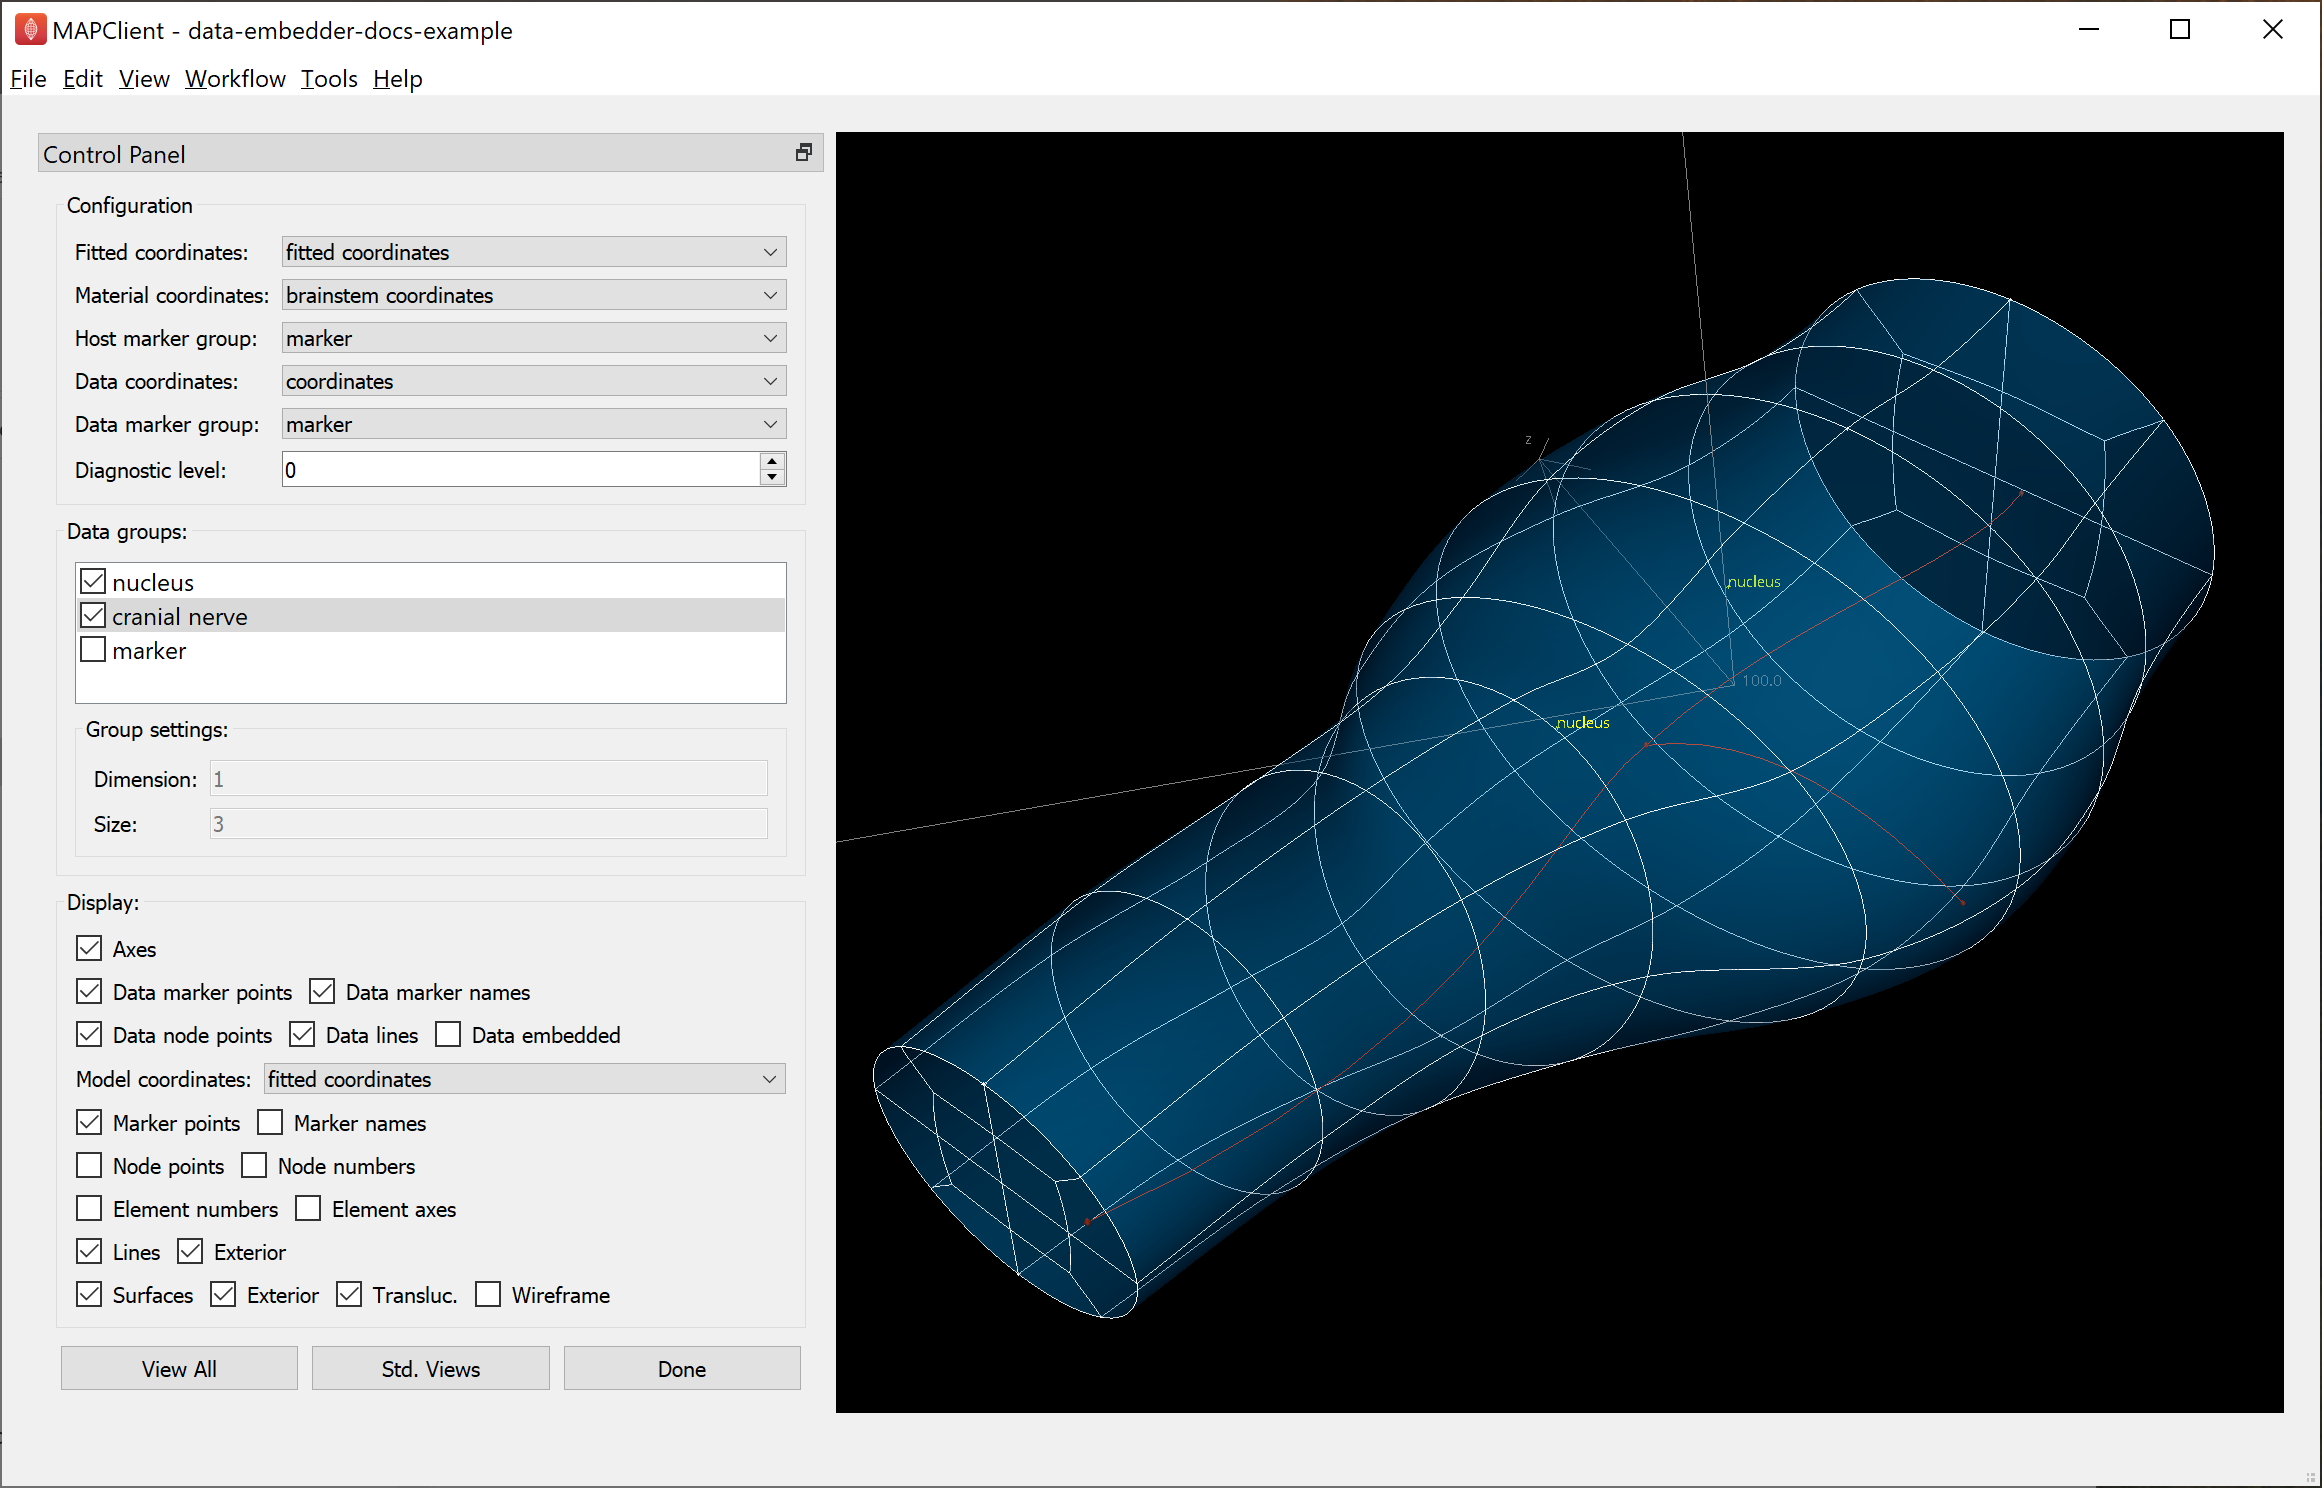 MAPClient - data-embedder-docs-example
File Edit View Workflow Tools Help
Control Panel
Configuration
Fitted coordinates: fitted coordinates
Material coordinates: brainstem coordinates
Host marker group: marker
Data coordinates: coordinates
Data marker group: marker
Diagnostic level: 0
Data groups:
nucleus
cranial nerve
marker
Group settings:
Dimension: 1
Size: 3
Display:
Axes
Data marker points Data marker names
Data node points Data lines Data embedded
Model coordinates: fitted coordinates
Marker points Marker names
Node points Node numbers
Element numbers Element axes
Lines Exterior
Surfaces Exterior Transluc. Wireframe
View All Std. Views Done
z
nucleus
100.0
nucleus